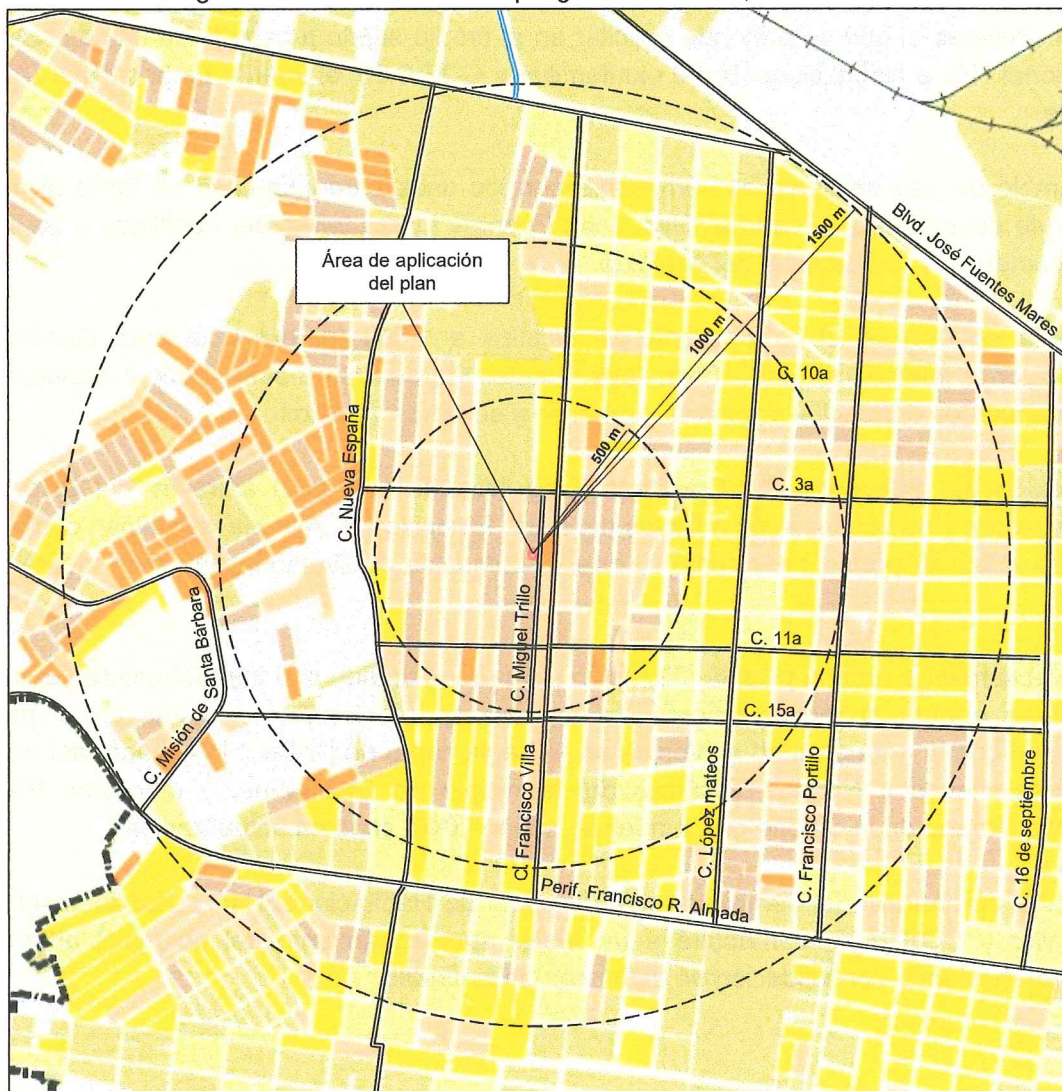 Área de aplicación
del plan
1500 m
1000 m
500 m
Blvd. José Fuentes Mares
C. 10a
C. 3a
C. Nueva España
C. Miguel Trillo
C. 11a
C. Misión de Santa Bárbara
C. 15a
C. Francisco Villa
C. López mateos
C. Francisco Portillo
C. 16 de septiembre
Perif. Francisco R. Almada